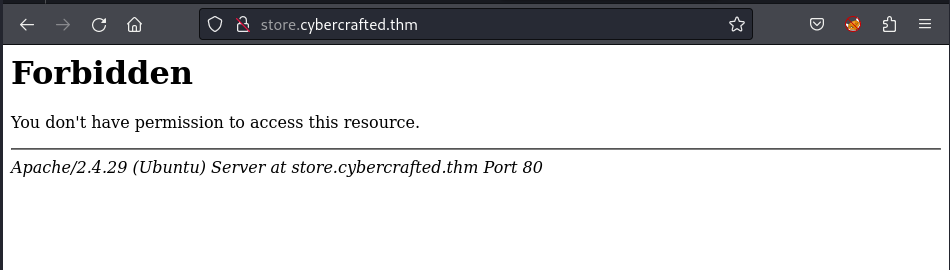 store.cybercrafted.thm
Forbidden
You don't have permission to access this resource.
Apache/2.4.29 (Ubuntu) Server at store.cybercrafted.thm Port 80